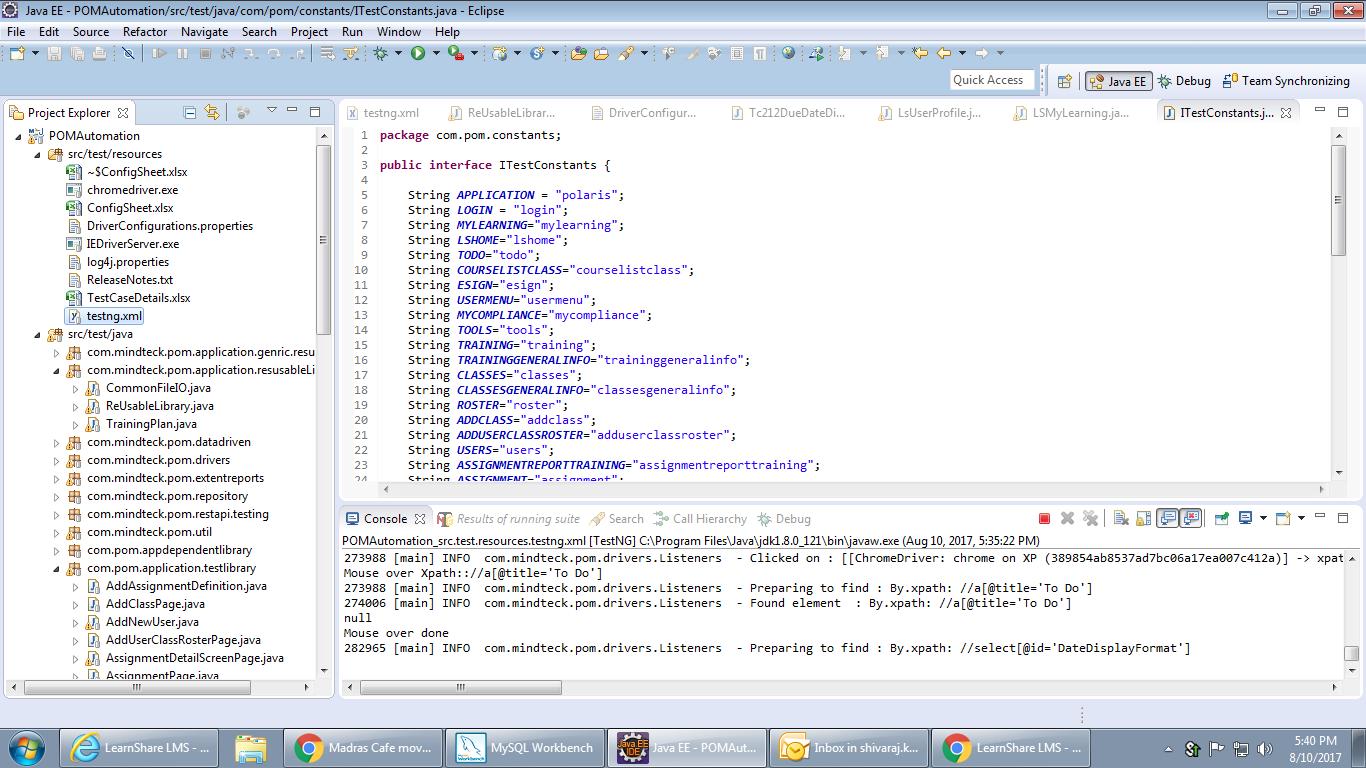 Java EE - POMAutomation/src/test/java/com/pom/constants/ITestConstants.java - Eclipse
File Edit Source Refactor Navigate Search Project Run Window Help
Quick Access Java EE Debug Team Synchronizing
Project Explorer
POMAutomation
src/test/resources
~$ConfigSheet.xlsx
chromedriver.exe
ConfigSheet.xlsx
DriverConfigurations.properties
IEDriverServer.exe
log4j.properties
ReleaseNotes.txt
TestCaseDetails.xlsx
testng.xml
src/test/java
com.mindteck.pom.application.genric.resu
com.mindteck.pom.application.resusableLi
CommonFileIO.java
ReUsableLibrary.java
TrainingPlan.java
com.mindteck.pom.datadriven
com.mindteck.pom.drivers
com.mindteck.pom.extentreports
com.mindteck.pom.repository
com.mindteck.pom.restapi.testing
com.mindteck.pom.util
com.pom.appdependentlibrary
com.pom.application.testlibrary
AddAssignmentDefinition.java
AddClassPage.java
AddNewUser.java
AddUserClassRosterPage.java
AssignmentDetailScreenPage.java
AssignmentPage.java
testng.xml ReUsableLibrar... DriverConfigur... Tc212DueDateDi... LsUserProfile.j... LSMyLearning.ja... ITestConstants.j...
1 package com.pom.constants;
2
3 public interface ITestConstants {
4
5 String APPLICATION = "polaris";
6 String LOGIN = "login";
7 String MYLEARNING="mylearning";
8 String LSHOME="lshome";
9 String TODO="todo";
10 String COURSELISTCLASS="courselistclass";
11 String ESIGN="esign";
12 String USERMENU="usermenu";
13 String MYCOMPLIANCE="mycompliance";
14 String TOOLS="tools";
15 String TRAINING="training";
16 String TRAININGGENERALINFO="traininggeneralinfo";
17 String CLASSES="classes";
18 String CLASSESGENERALINFO="classesgeneralinfo";
19 String ROSTER="roster";
20 String ADDCLASS="addclass";
21 String ADDUSERCLASSROSTER="adduserclassroster";
22 String USERS="users";
23 String ASSIGNMENTREPORTTRAINING="assignmentreporttraining";
24 String ASSIGNMENT="assignment";
Console Results of running suite Search Call Hierarchy Debug
POMAutomation_src.test.resources.testng.xml [TestNG] C:\Program Files\Java\jdk1.8.0_121\bin\javaw.exe (Aug 10, 2017, 5:35:22 PM)
273988 [main] INFO com.mindteck.pom.drivers.Listeners - Clicked on : [[ChromeDriver: chrome on XP (389854ab8537ad7bc06a17ea007c412a)] -> xpat
Mouse over Xpath:://a[@title='To Do']
273988 [main] INFO com.mindteck.pom.drivers.Listeners - Preparing to find : By.xpath: //a[@title='To Do']
274006 [main] INFO com.mindteck.pom.drivers.Listeners - Found element : By.xpath: //a[@title='To Do']
null
Mouse over done
282965 [main] INFO com.mindteck.pom.drivers.Listeners - Preparing to find : By.xpath: //select[@id='DateDisplayFormat']
LearnShare LMS - ... Madras Cafe mov... MySQL Workbench Java EE - POMAut... Inbox in shivaraj.k... LearnShare LMS - ...
5:40 PM
8/10/2017